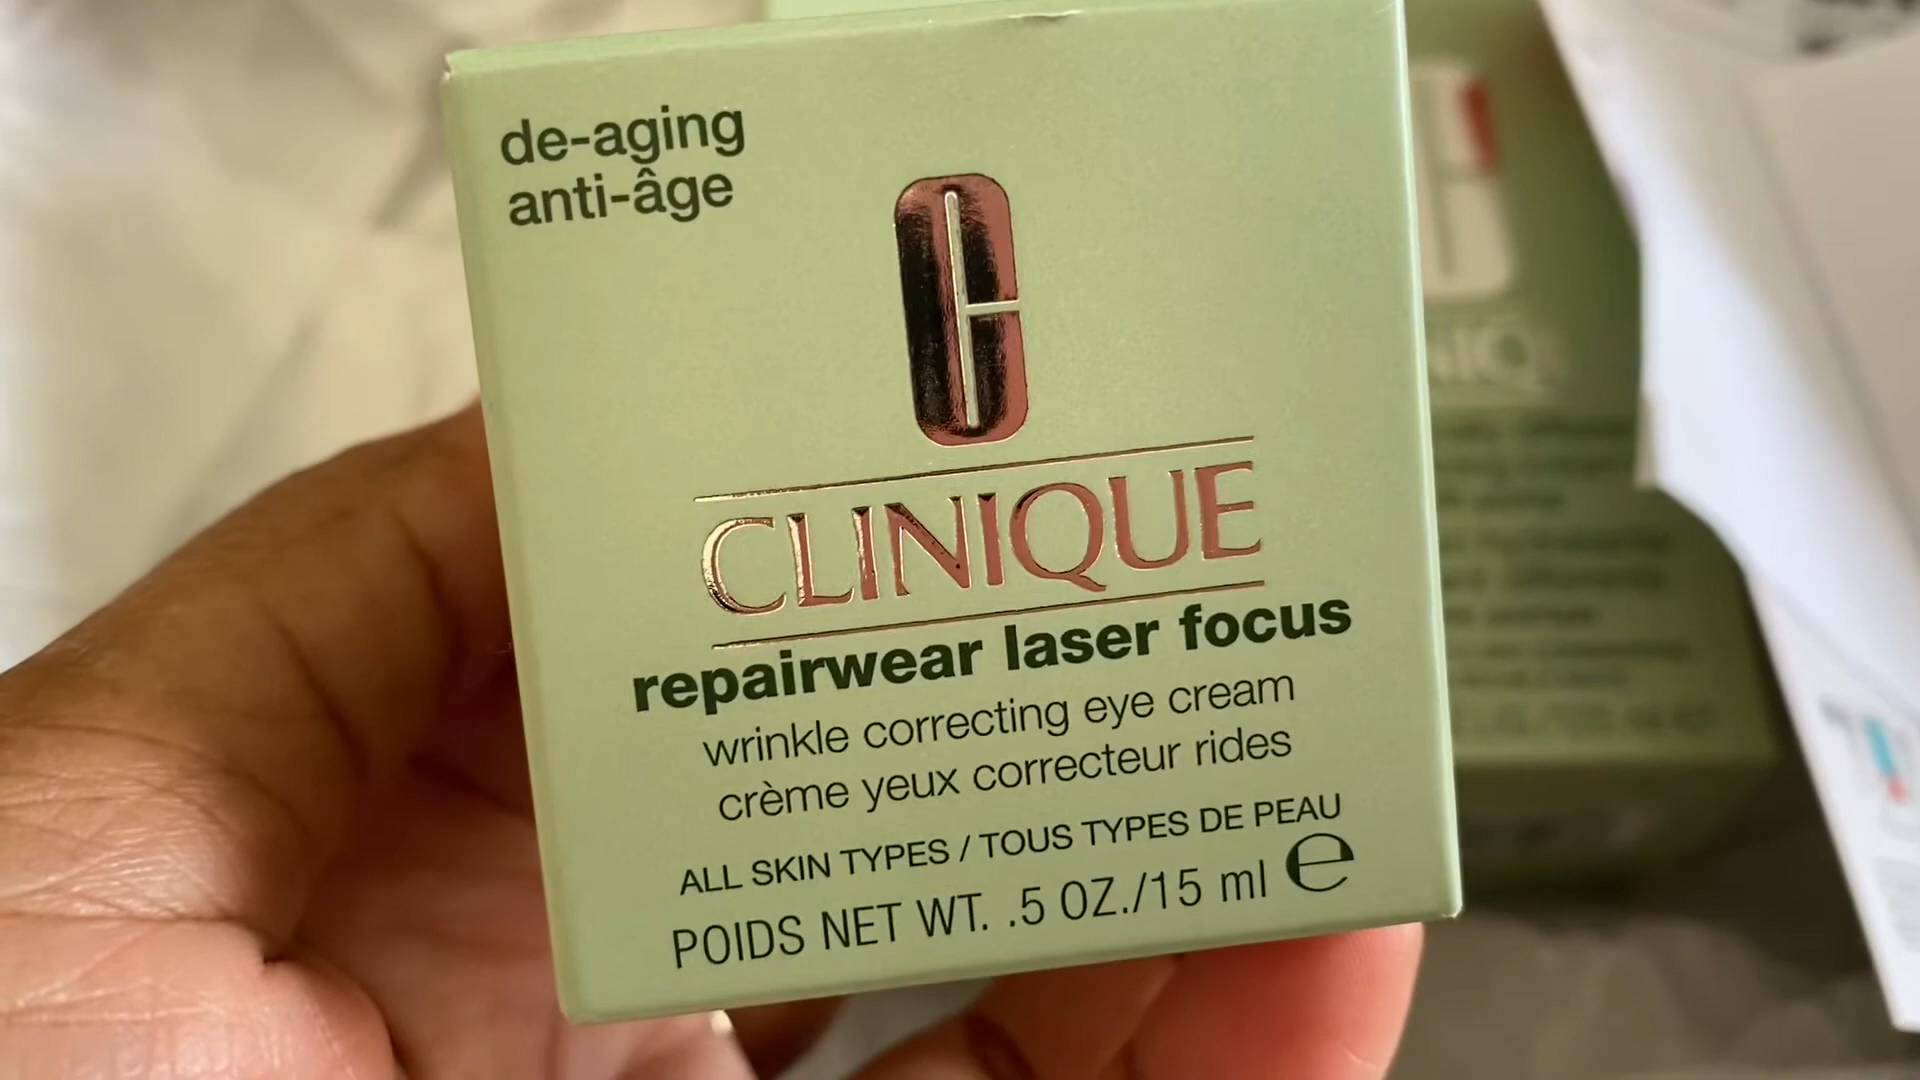 de-aging
anti-âge
CLINIQUE
repairwear laser focus
wrinkle correcting eye cream
crème yeux correcteur rides
ALL SKIN TYPES / TOUS TYPES DE PEAU
POIDS NET WT. .5 OZ./15 ml e